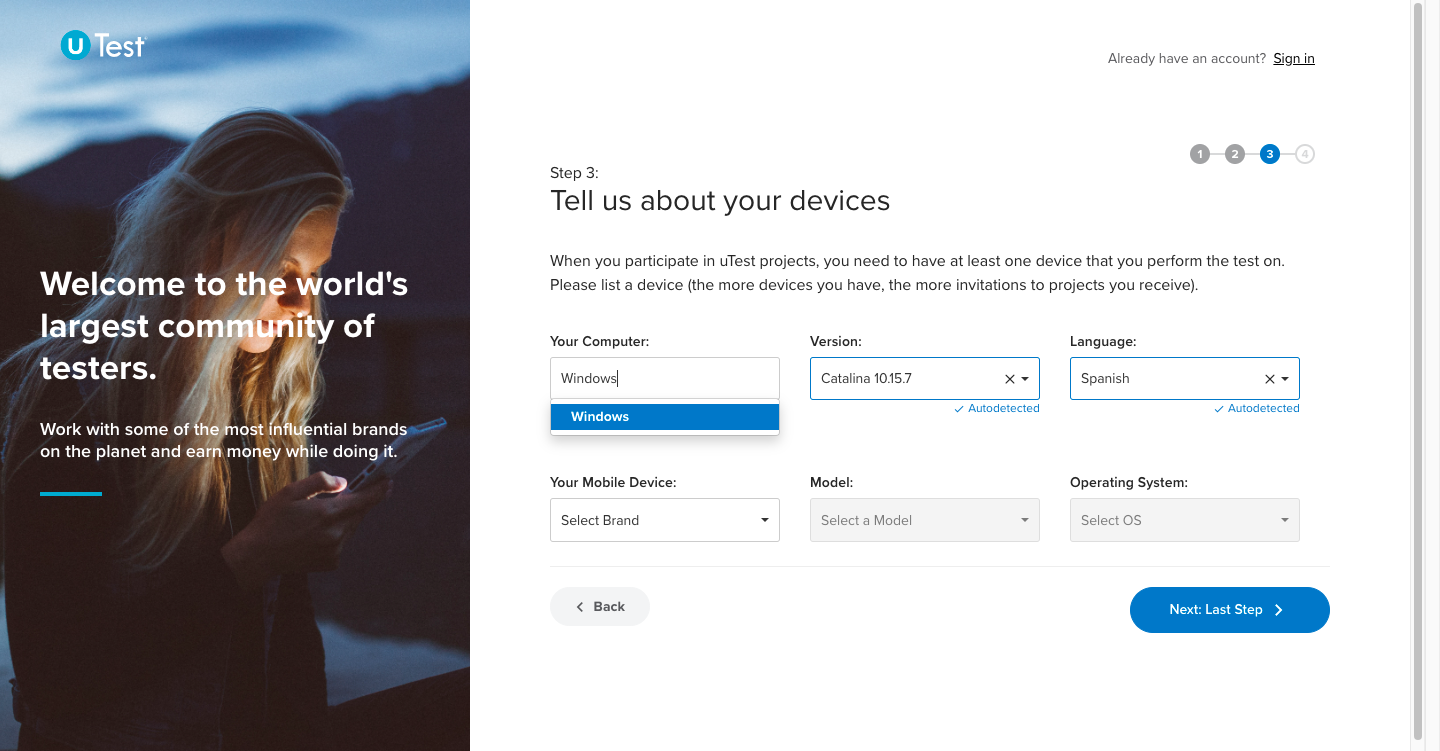 u Test
Welcome to the world's
largest community of
testers.
Work with some of the most influential brands
on the planet and earn money while doing it.
Already have an account? Sign in
1 2 3 4
Step 3:
Tell us about your devices
When you participate in uTest projects, you need to have at least one device that you perform the test on.
Please list a device (the more devices you have, the more invitations to projects you receive).
Your Computer: Version: Language:
Windows Catalina 10.15.7 Spanish
Autodetected Autodetected
Windows
Your Mobile Device: Model: Operating System:
Select Brand Select a Model Select OS
Back Next: Last Step